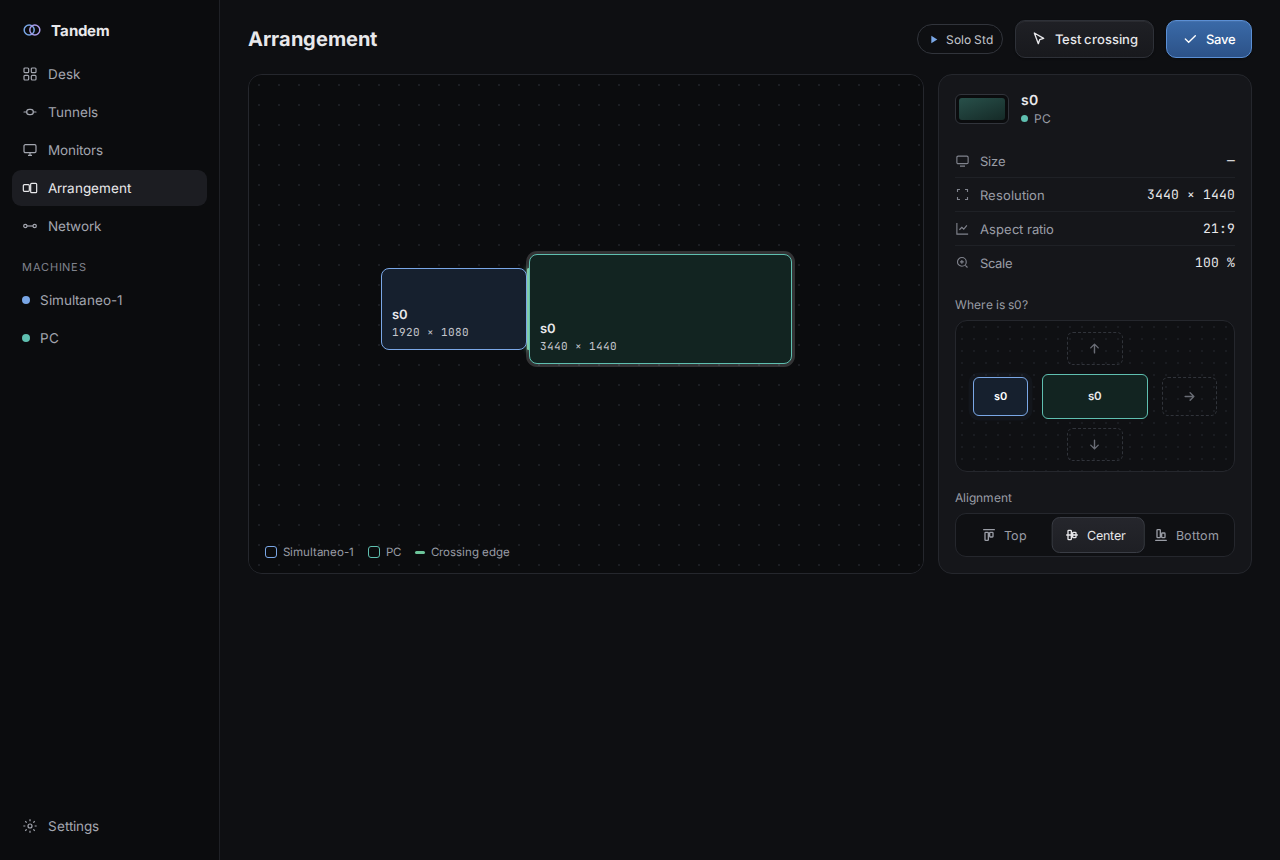 Tandem
Desk
Tunnels
Monitors
Arrangement
Network
MACHINES
Simultaneo-1
PC
Settings
Arrangement
Solo Std
Test crossing
Save
s0
1920 × 1080
s0
3440 × 1440
Simultaneo-1
PC
Crossing edge
s0
PC
Size —
Resolution 3440 × 1440
Aspect ratio 21:9
Scale 100 %
Where is s0?
s0
s0
Alignment
Top
Center
Bottom